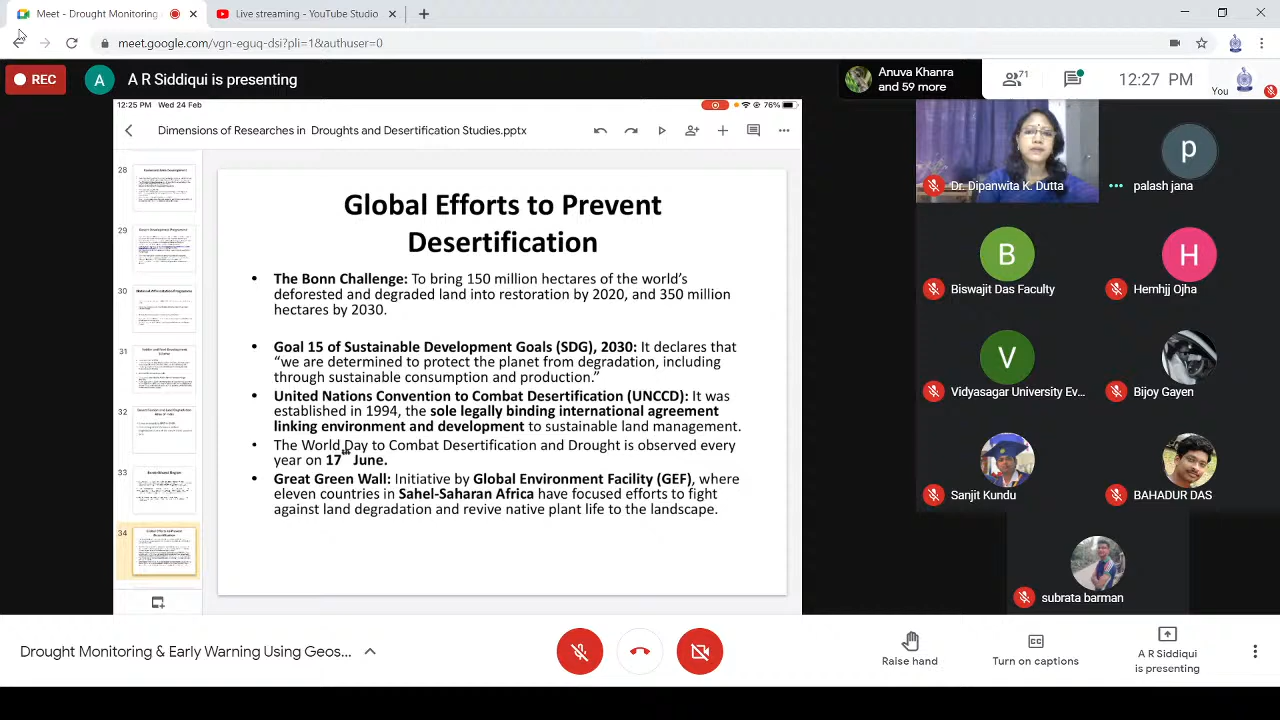 Meet - Drought Monitoring
Live streaming - YouTube Studio
meet.google.com/vgn-eguq-dsi?pli=1&authuser=0
REC
A
A R Siddiqui is presenting
Anuva Khanra
and 59 more
71
12:27 PM
You
12:25 PM Wed 24 Feb
76%
Dimensions of Researches in Droughts and Desertification Studies.pptx
28
29
30
31
32
33
34
Global Efforts to Prevent
Desertification
• The Bonn Challenge: To bring 150 million hectares of the world's
deforested and degraded land into restoration by 2020, and 350 million
hectares by 2030.
• Goal 15 of Sustainable Development Goals (SDG), 2030: It declares that
“we are determined to protect the planet from degradation, including
through sustainable consumption and production.”
• United Nations Convention to Combat Desertification (UNCCD): It was
established in 1994, the sole legally binding international agreement
linking environment and development to sustainable land management.
• The World Day to Combat Desertification and Drought is observed every
year on 17th June.
• Great Green Wall: Initiative by Global Environment Facility (GEF), where
eleven countries in Sahel-Saharan Africa have focused efforts to fight
against land degradation and revive native plant life to the landscape.
Dr. Dipanwita Dutta
P
palash jana
B
Biswajit Das Faculty
H
Hemhjj Ojha
V
Vidyasagar University Ev...
Bijoy Gayen
Sanjit Kundu
BAHADUR DAS
subrata barman
Drought Monitoring & Early Warning Using Geos...
Raise hand
Turn on captions
A R Siddiqui
is presenting